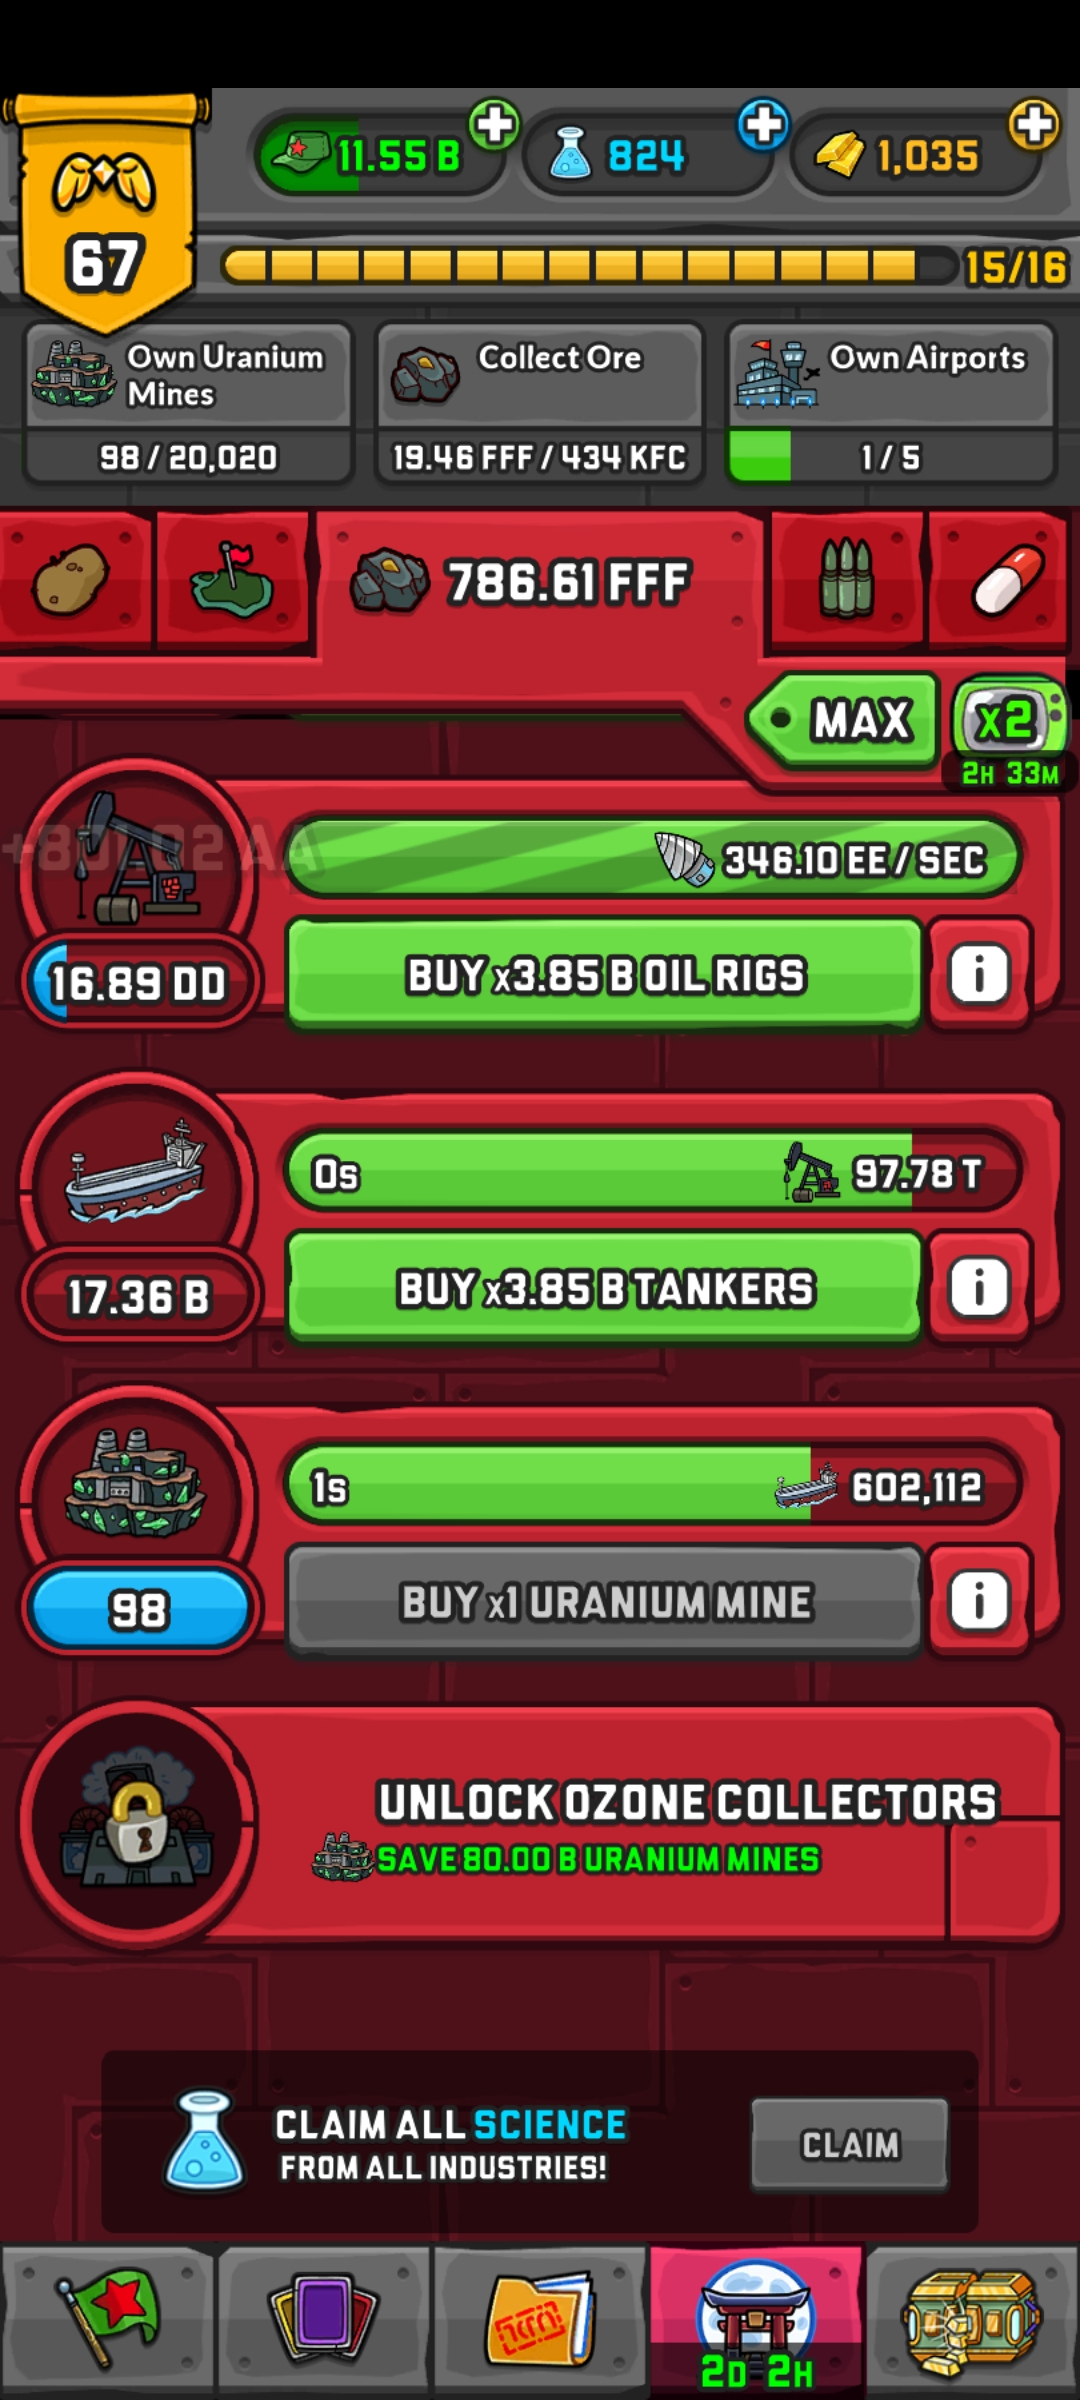 11.55 B
824
1,035
67
15/16
Own Uranium
Mines
98 / 20,020
Collect Ore
19.46 FFF / 434 KFC
Own Airports
1 / 5
786.61 FFF
MAX
x2
2H 33M
346.10 EE / SEC
16.89 DD
BUY x3.85 B OIL RIGS
i
0s
97.78 T
17.36 B
BUY x3.85 B TANKERS
i
1s
602,112
98
BUY x1 URANIUM MINE
i
UNLOCK OZONE COLLECTORS
SAVE 80.00 B URANIUM MINES
CLAIM ALL SCIENCE
FROM ALL INDUSTRIES!
CLAIM
2D 2H